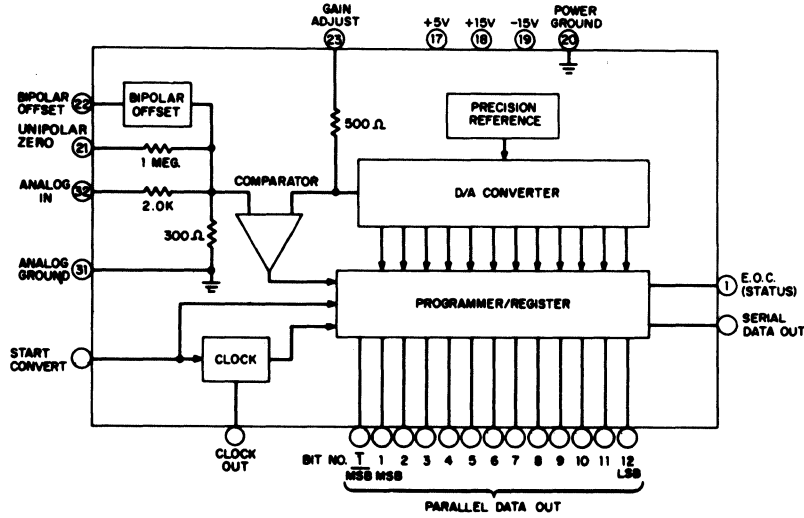 GAIN
ADJUST
23
+5V
17
+15V
18
-15V
19
POWER
GROUND
20
BIPOLAR
OFFSET
22
BIPOLAR
OFFSET
500 Ω
PRECISION
REFERENCE
UNIPOLAR
ZERO
21
1 MEG.
ANALOG
IN
32
2.0K
COMPARATOR
D/A CONVERTER
300 Ω
ANALOG
GROUND
31
PROGRAMMER/REGISTER
1
E.O.C.
(STATUS)
SERIAL
DATA OUT
START
CONVERT
CLOCK
CLOCK
OUT
BIT NO. 1 1 2 3 4 5 6 7 8 9 10 11 12
MSB MSB LSB
PARALLEL DATA OUT